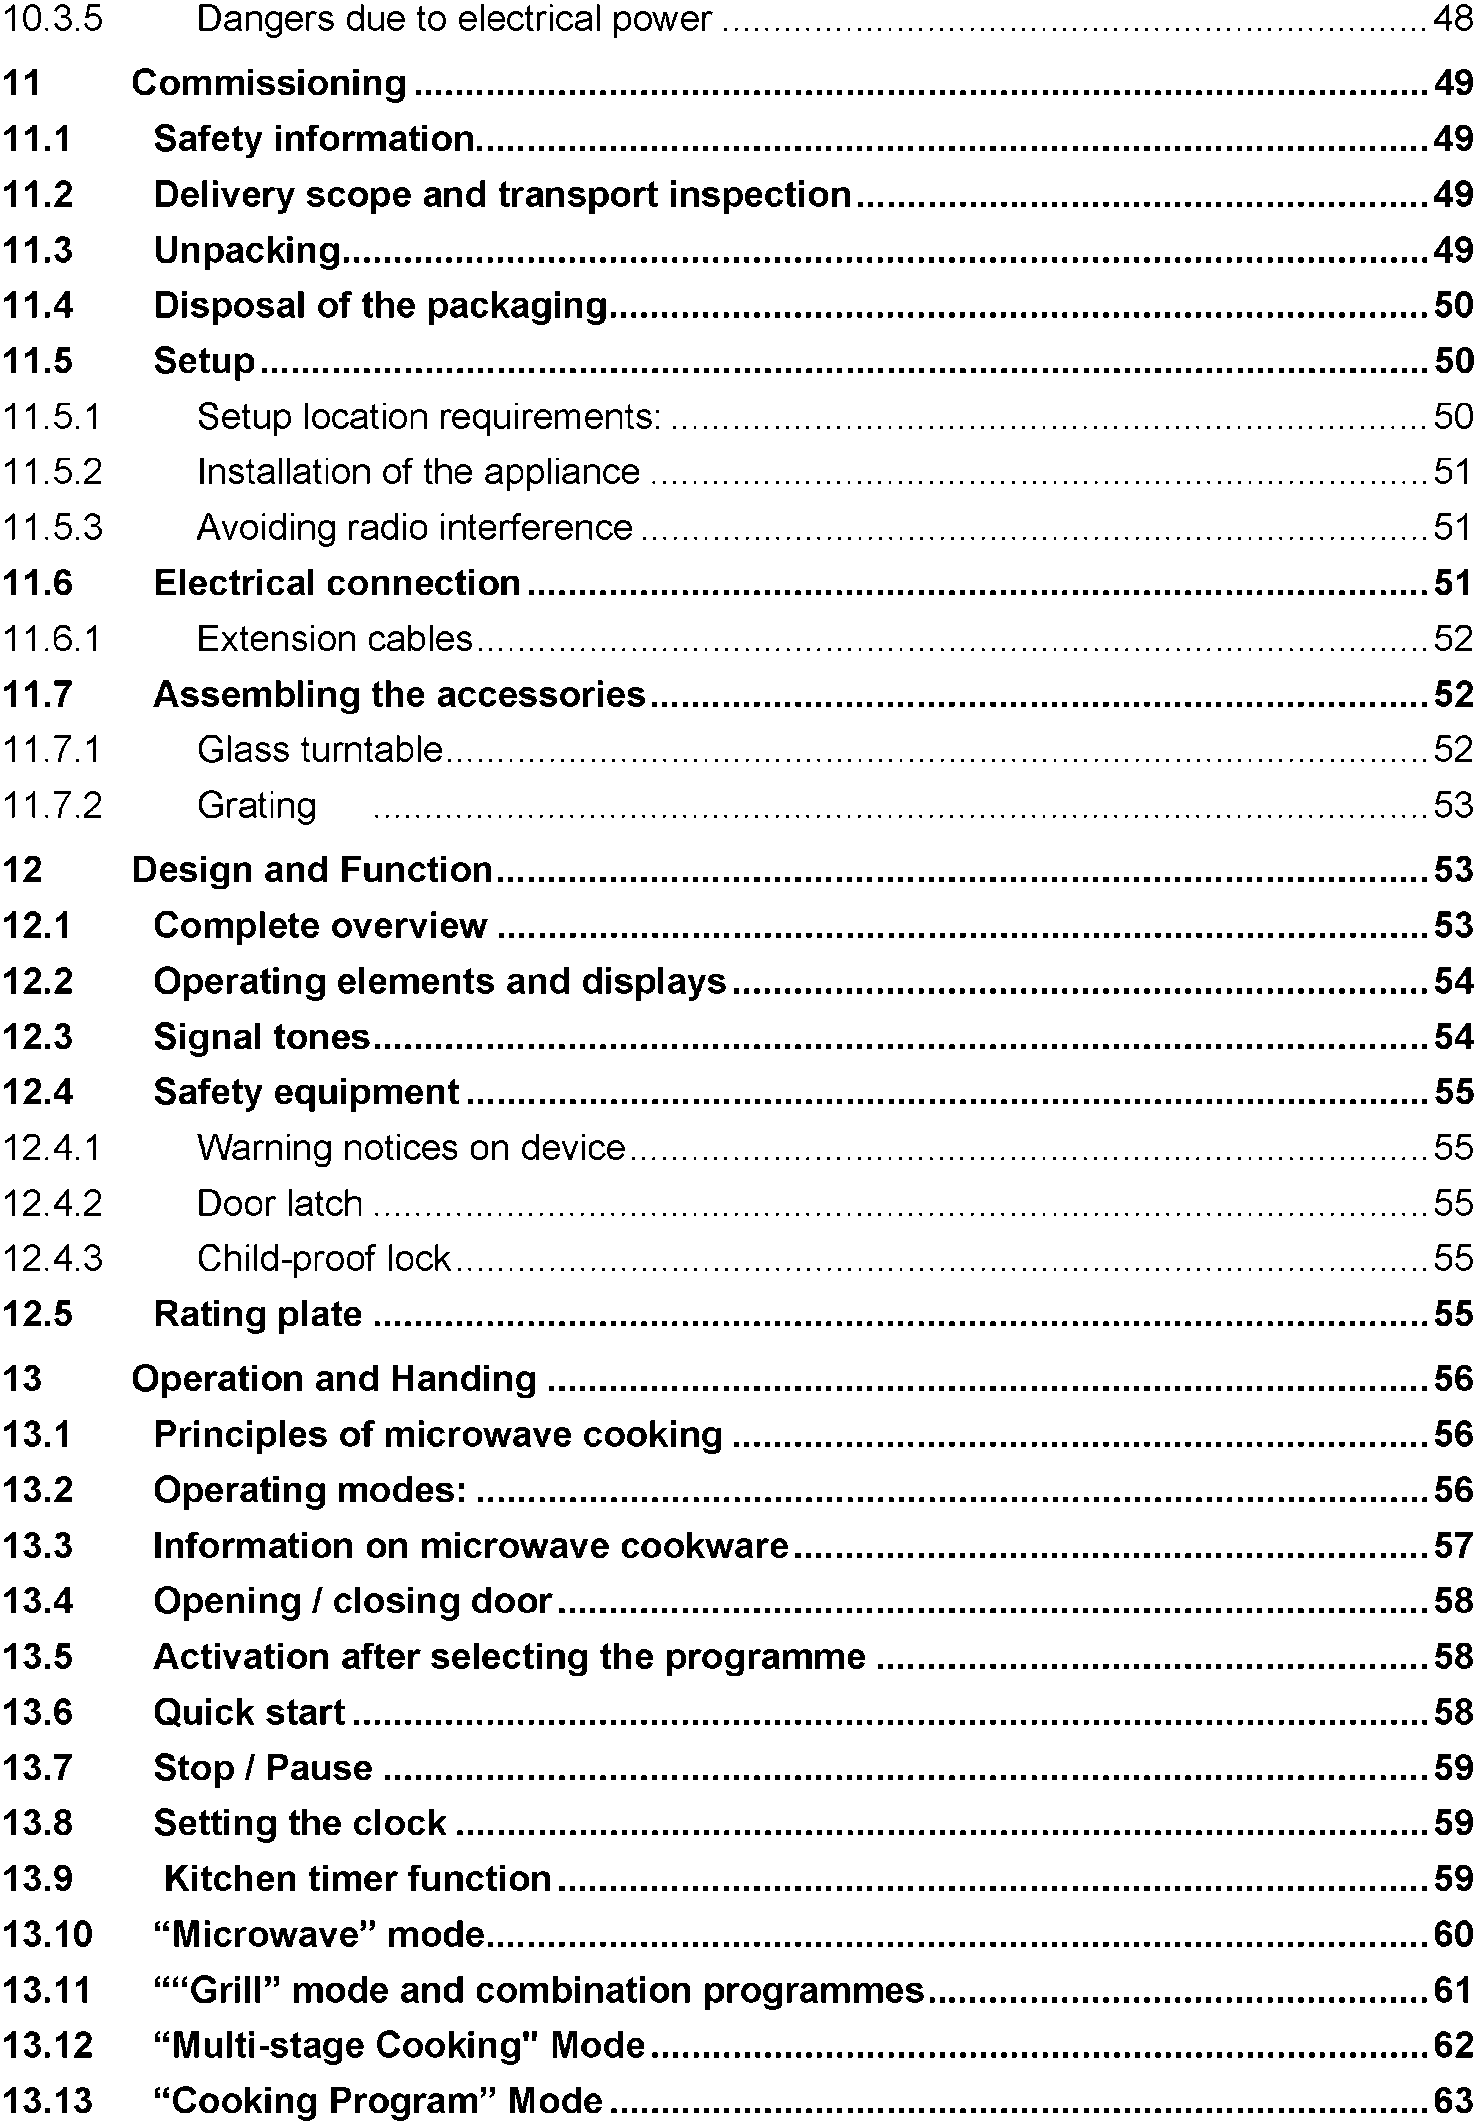 10.3.5 Dangers due to electrical power ........ 48
11 Commissioning ........ 49
11.1 Safety information ........ 49
11.2 Delivery scope and transport inspection ........ 49
11.3 Unpacking ........ 49
11.4 Disposal of the packaging ........ 50
11.5 Setup ........ 50
11.5.1 Setup location requirements: ........ 50
11.5.2 Installation of the appliance ........ 51
11.5.3 Avoiding radio interference ........ 51
11.6 Electrical connection ........ 51
11.6.1 Extension cables ........ 52
11.7 Assembling the accessories ........ 52
11.7.1 Glass turntable ........ 52
11.7.2 Grating ........ 53
12 Design and Function ........ 53
12.1 Complete overview ........ 53
12.2 Operating elements and displays ........ 54
12.3 Signal tones ........ 54
12.4 Safety equipment ........ 55
12.4.1 Warning notices on device ........ 55
12.4.2 Door latch ........ 55
12.4.3 Child-proof lock ........ 55
12.5 Rating plate ........ 55
13 Operation and Handing ........ 56
13.1 Principles of microwave cooking ........ 56
13.2 Operating modes: ........ 56
13.3 Information on microwave cookware ........ 57
13.4 Opening / closing door ........ 58
13.5 Activation after selecting the programme ........ 58
13.6 Quick start ........ 58
13.7 Stop / Pause ........ 59
13.8 Setting the clock ........ 59
13.9 Kitchen timer function ........ 59
13.10 “Microwave” mode ........ 60
13.11 ““Grill” mode and combination programmes ........ 61
13.12 “Multi-stage Cooking" Mode ........ 62
13.13 “Cooking Program” Mode ........ 63